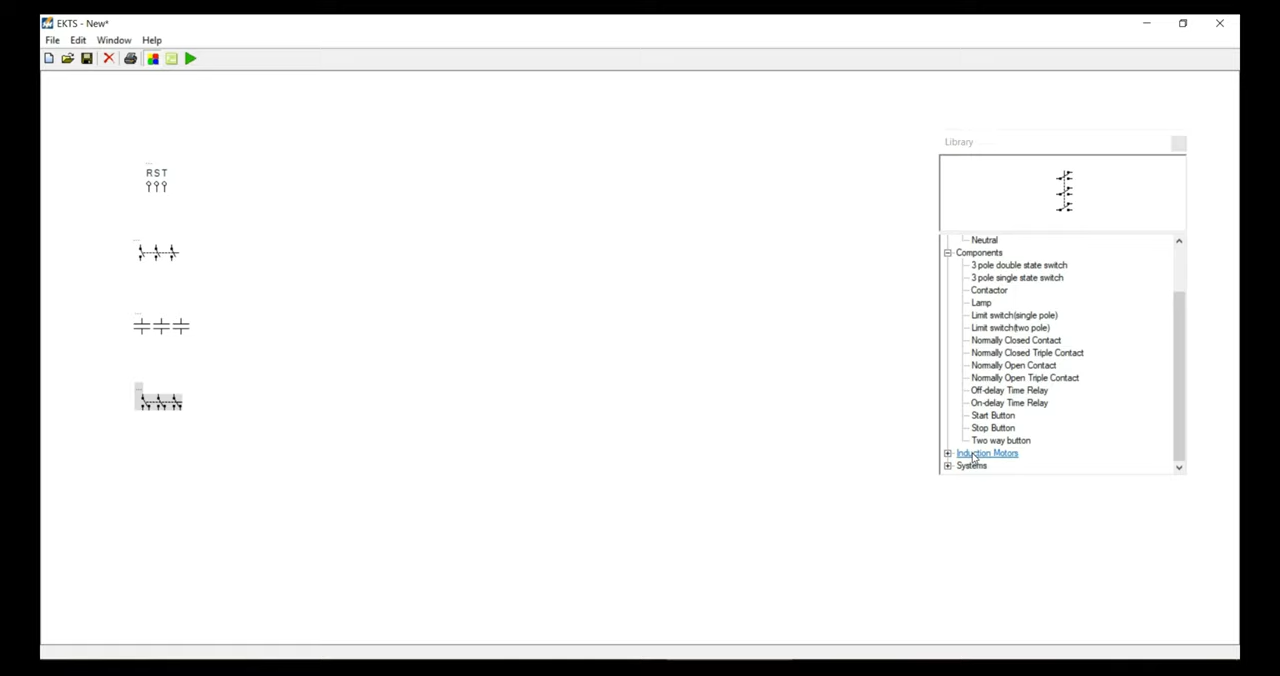 EKTS - New*
File Edit Window Help
R S T
Library
Neutral
Components
3 pole double state switch
3 pole single state switch
Contactor
Lamp
Limit switch(single pole)
Limit switch(two pole)
Normally Closed Contact
Normally Closed Triple Contact
Normally Open Contact
Normally Open Triple Contact
Off-delay Time Relay
On-delay Time Relay
Start Button
Stop Button
Two way button
Induction Motors
Systems